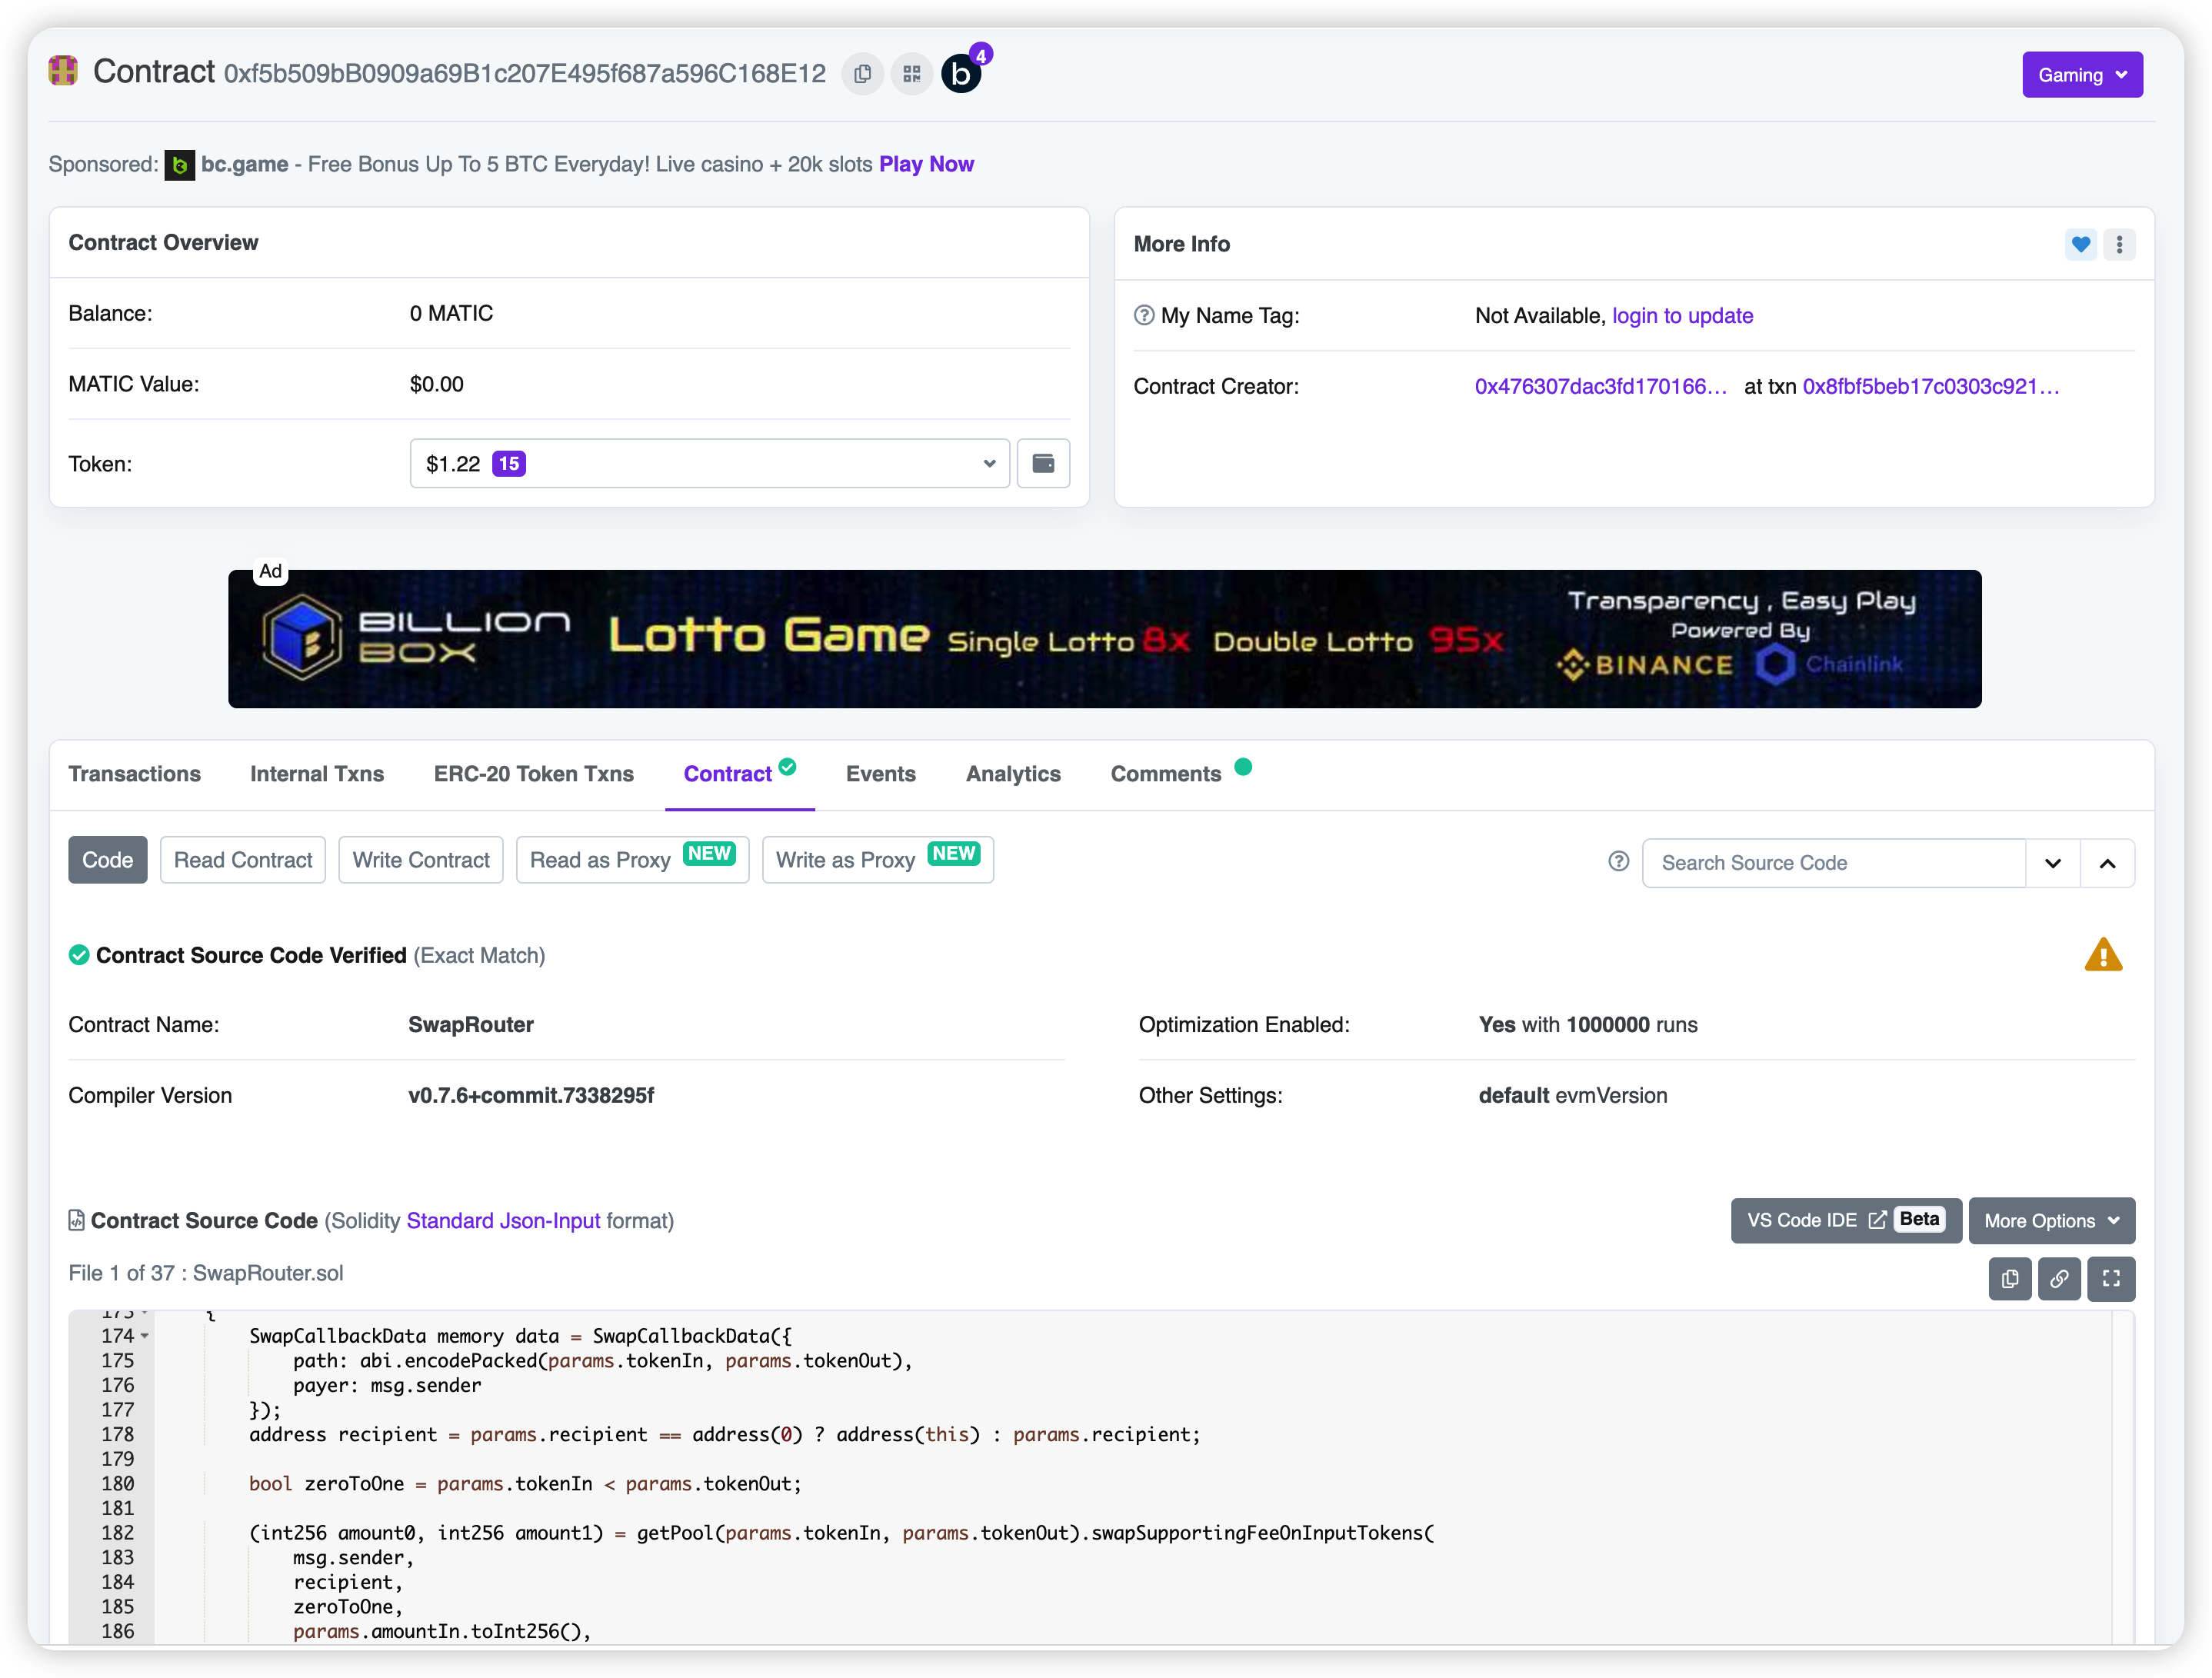 Contract 0xf5b509bB0909a69B1c207E495f687a596C168E12 b 4
Gaming
Sponsored: bc.game - Free Bonus Up To 5 BTC Everyday! Live casino + 20k slots Play Now
Contract Overview
Balance: 0 MATIC
MATIC Value: $0.00
Token: $1.22 15
More Info
My Name Tag: Not Available, login to update
Contract Creator: 0x476307dac3fd170166... at txn 0x8fbf5beb17c0303c921...
Ad
BILLION BOX
Lotto Game Single Lotto 8x Double Lotto 95x
Transparency , Easy Play
Powered By
BINANCE Chainlink
Transactions Internal Txns ERC-20 Token Txns Contract Events Analytics Comments
Code Read Contract Write Contract Read as Proxy NEW Write as Proxy NEW
Search Source Code
Contract Source Code Verified (Exact Match)
Contract Name: SwapRouter
Optimization Enabled: Yes with 1000000 runs
Compiler Version v0.7.6+commit.7338295f
Other Settings: default evmVersion
Contract Source Code (Solidity Standard Json-Input format)
VS Code IDE Beta More Options
File 1 of 37 : SwapRouter.sol
173 {
174 SwapCallbackData memory data = SwapCallbackData({
175 path: abi.encodePacked(params.tokenIn, params.tokenOut),
176 payer: msg.sender
177 });
178 address recipient = params.recipient == address(0) ? address(this) : params.recipient;
179
180 bool zeroToOne = params.tokenIn < params.tokenOut;
181
182 (int256 amount0, int256 amount1) = getPool(params.tokenIn, params.tokenOut).swapSupportingFeeOnInputTokens(
183 msg.sender,
184 recipient,
185 zeroToOne,
186 params.amountIn.toInt256(),